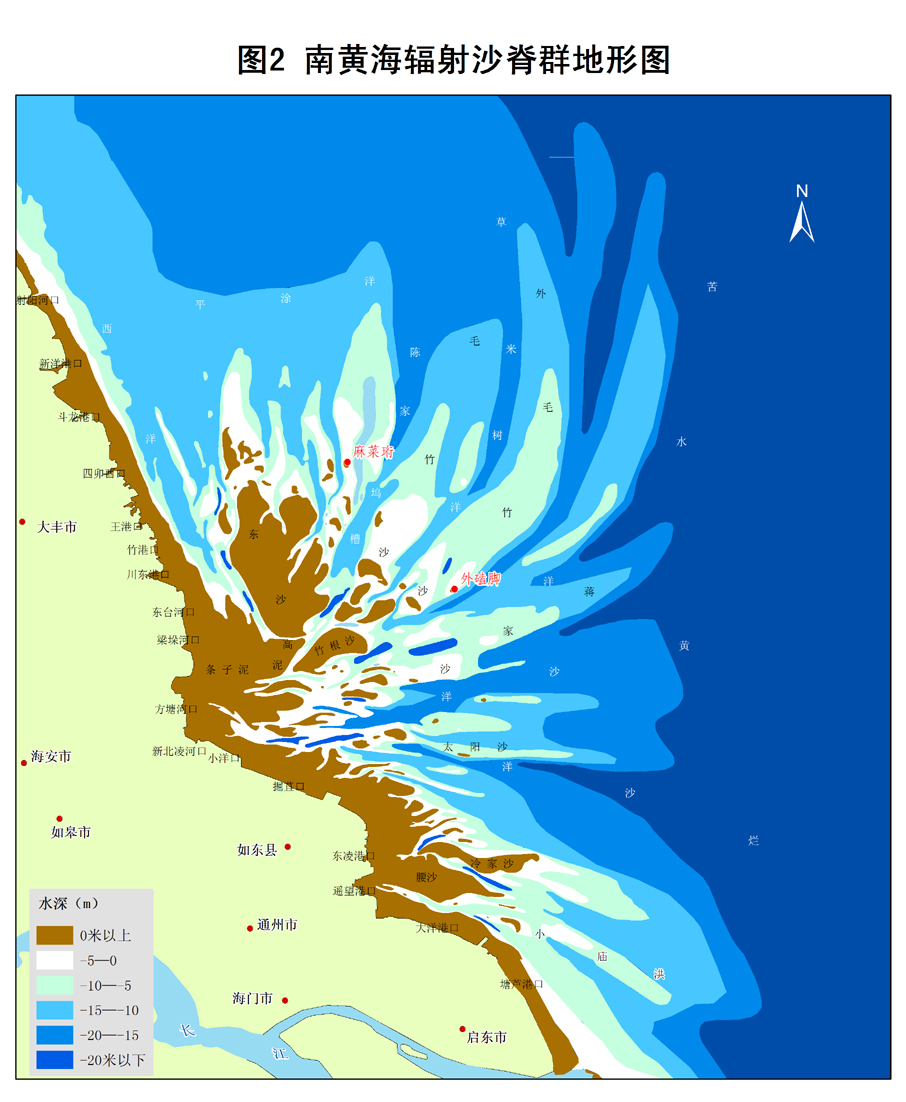 图2 南黄海辐射沙脊群地形图
N
草
苦
外
洋
涂
平
射阳河口
西
毛
米
陈
新洋港口
家
毛
斗龙港口
洋
树
水
麻菜珩
竹
四卯酉口
坞
洋
竹
大丰市
王港口
东
槽
竹港口
沙
川东港口
外磕脚
洋
沙
蒋
沙
东台河口
家
梁垛河口
高
竹根沙
黄
条子泥
泥
沙
沙
洋
方塘河口
新北凌河口
小洋口
太阳沙
海安市
洋
掘苴口
沙
如皋市
烂
如东县
东凌港口
冷家沙
腰沙
遥望港口
水深（m）
通州市
大洋港口
小
0米以上
庙
-5—0
洪
-10—-5
塘芦港口
海门市
-15—-10
长
-20—-15
启东市
江
-20米以下